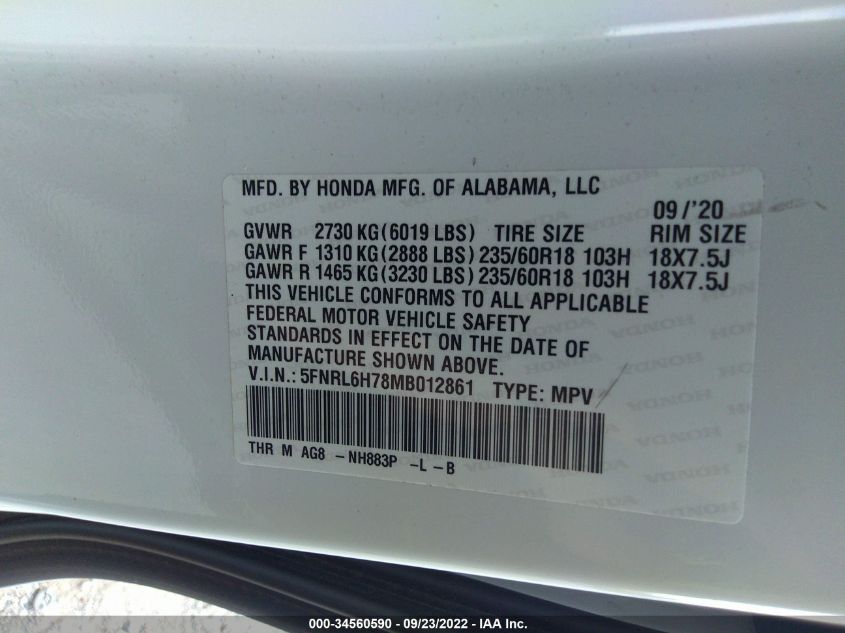 MFD. BY HONDA MFG. OF ALABAMA, LLC
09/'20
GVWR 2730 KG(6019 LBS) TIRE SIZE RIM SIZE
GAWR F 1310 KG(2888 LBS) 235/60R18 103H 18X7.5J
GAWR R 1465 KG(3230 LBS) 235/60R18 103H 18X7.5J
THIS VEHICLE CONFORMS TO ALL APPLICABLE
FEDERAL MOTOR VEHICLE SAFETY
STANDARDS IN EFFECT ON THE DATE OF
MANUFACTURE SHOWN ABOVE.
V.I.N.: 5FNRL6H78MB012861 TYPE: MPV
THR M AG8 -NH883P -L -B
000-34560590 - 09/23/2022 - IAA Inc.